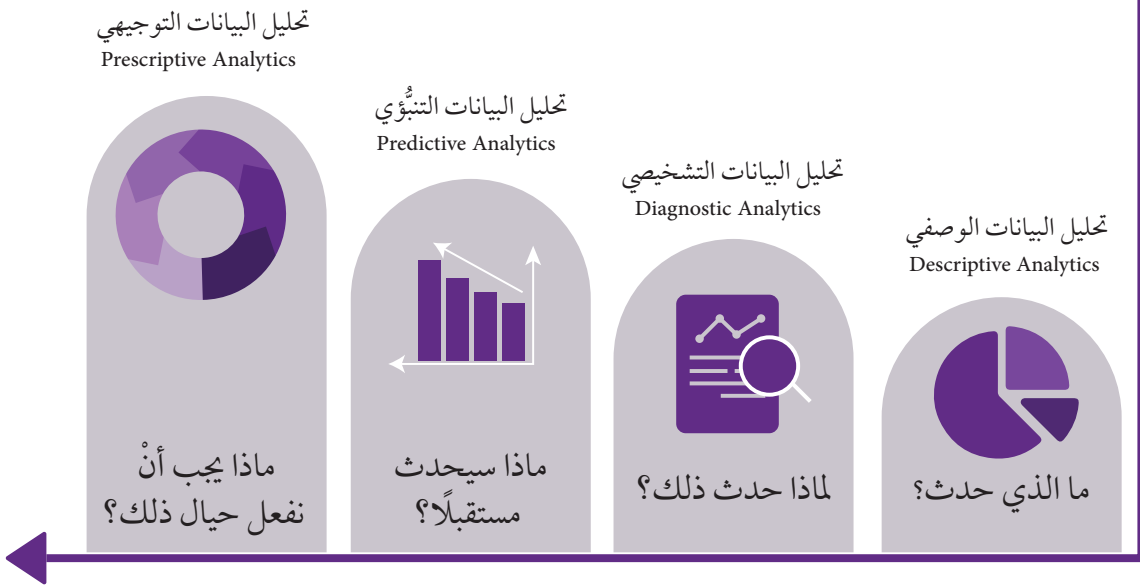 تحليل البيانات الوصفي
Descriptive Analytics
ما الذي حدث؟
تحليل البيانات التشخيصي
Diagnostic Analytics
لماذا حدث ذلك؟
تحليل البيانات التنبُّؤي
Predictive Analytics
ماذا سيحدث
مستقبلًا؟
تحليل البيانات التوجيهي
Prescriptive Analytics
ماذا يجب أنْ
نفعل حيال ذلك؟